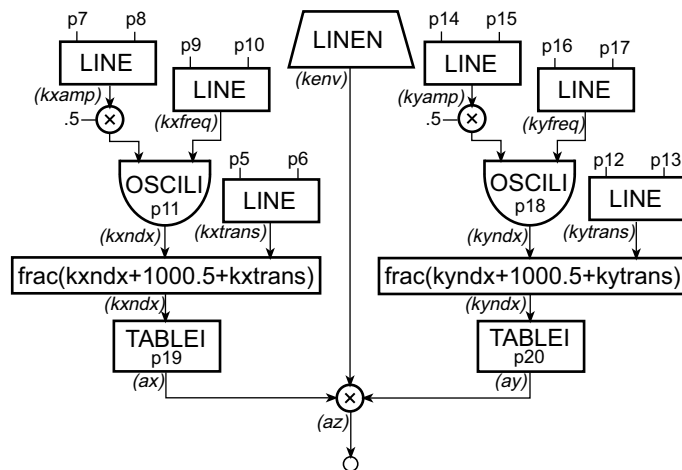 p7 p8
p9 p10
LINE
(kxamp)
LINE
.5
×
(kxfreq)
OSCILI
p11
p5 p6
LINE
(kxndx)
(kxtrans)
frac(kxndx+1000.5+kxtrans)
(kxndx)
TABLEI
p19
(ax)
LINEN
(kenv)
p14 p15
p16 p17
LINE
(kyamp)
LINE
.5
×
(kyfreq)
OSCILI
p18
p12 p13
LINE
(kyndx)
(kytrans)
frac(kyndx+1000.5+kytrans)
(kyndx)
TABLEI
p20
(ay)
×
(az)